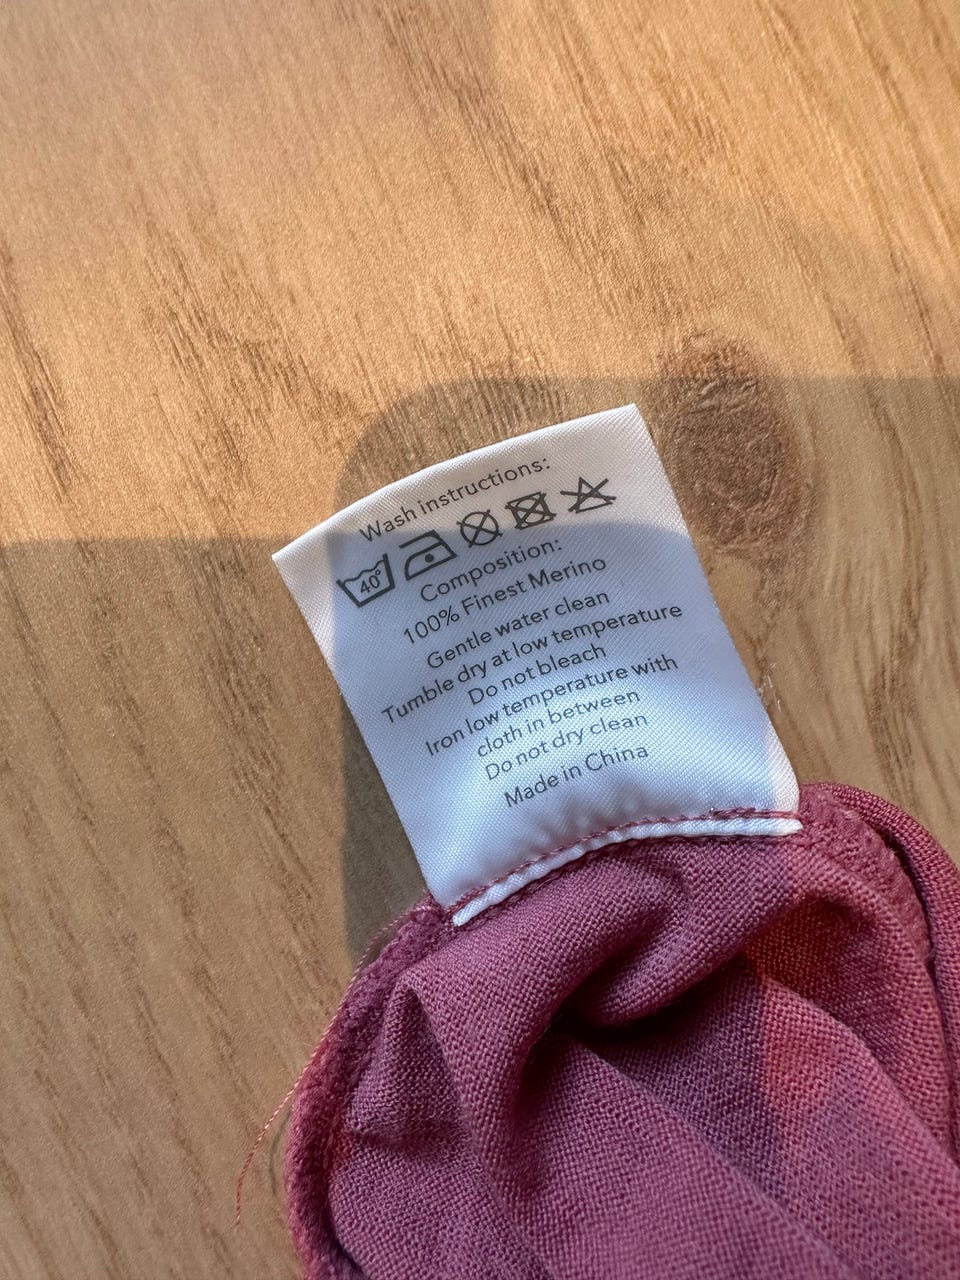 Wash instructions:
40°
Composition:
100% Finest Merino
Gentle water clean
Tumble dry at low temperature
Do not bleach
Iron low temperature with
cloth in between
Do not dry clean
Made in China